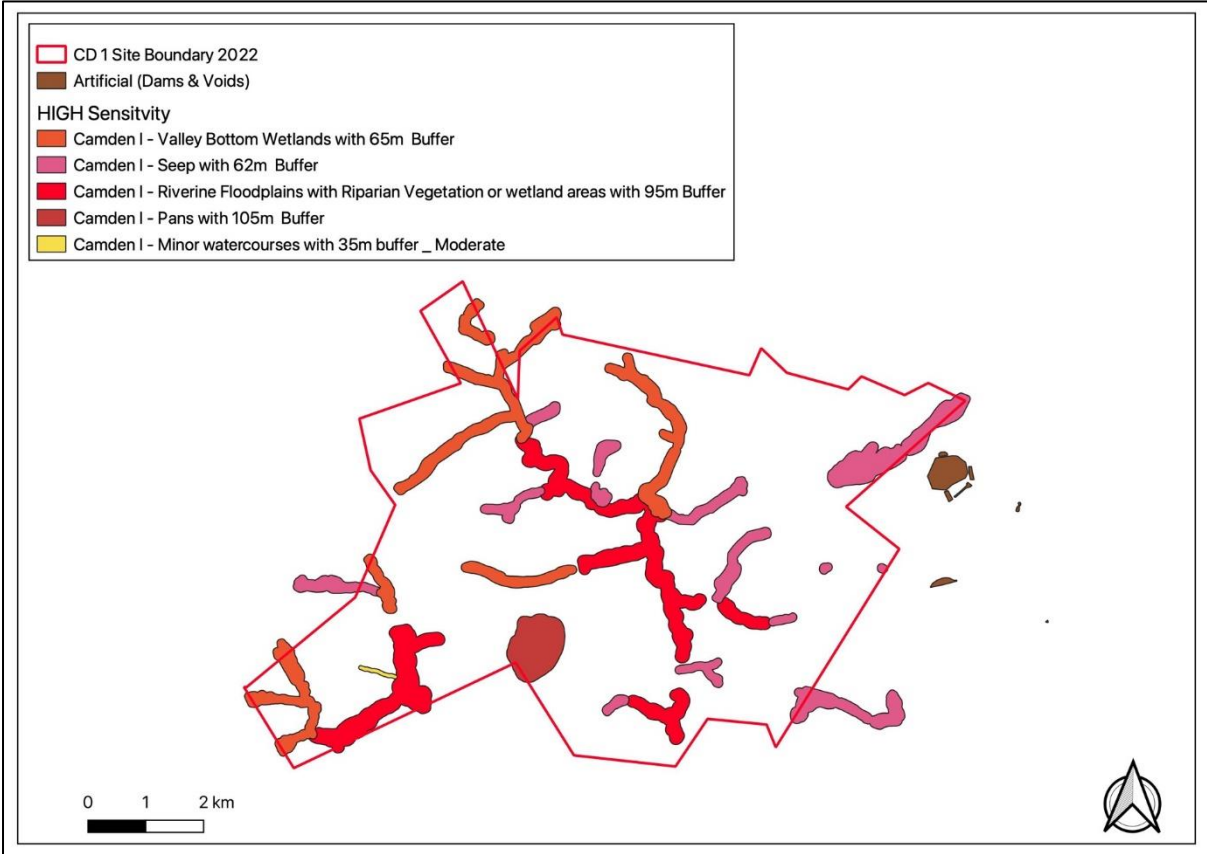 CD 1 Site Boundary 2022
Artificial (Dams & Voids)
HIGH Sensitvity
Camden I - Valley Bottom Wetlands with 65m Buffer
Camden I - Seep with 62m Buffer
Camden I - Riverine Floodplains with Riparian Vegetation or wetland areas with 95m Buffer
Camden I - Pans with 105m Buffer
Camden I - Minor watercourses with 35m buffer _ Moderate
0 1 2 km